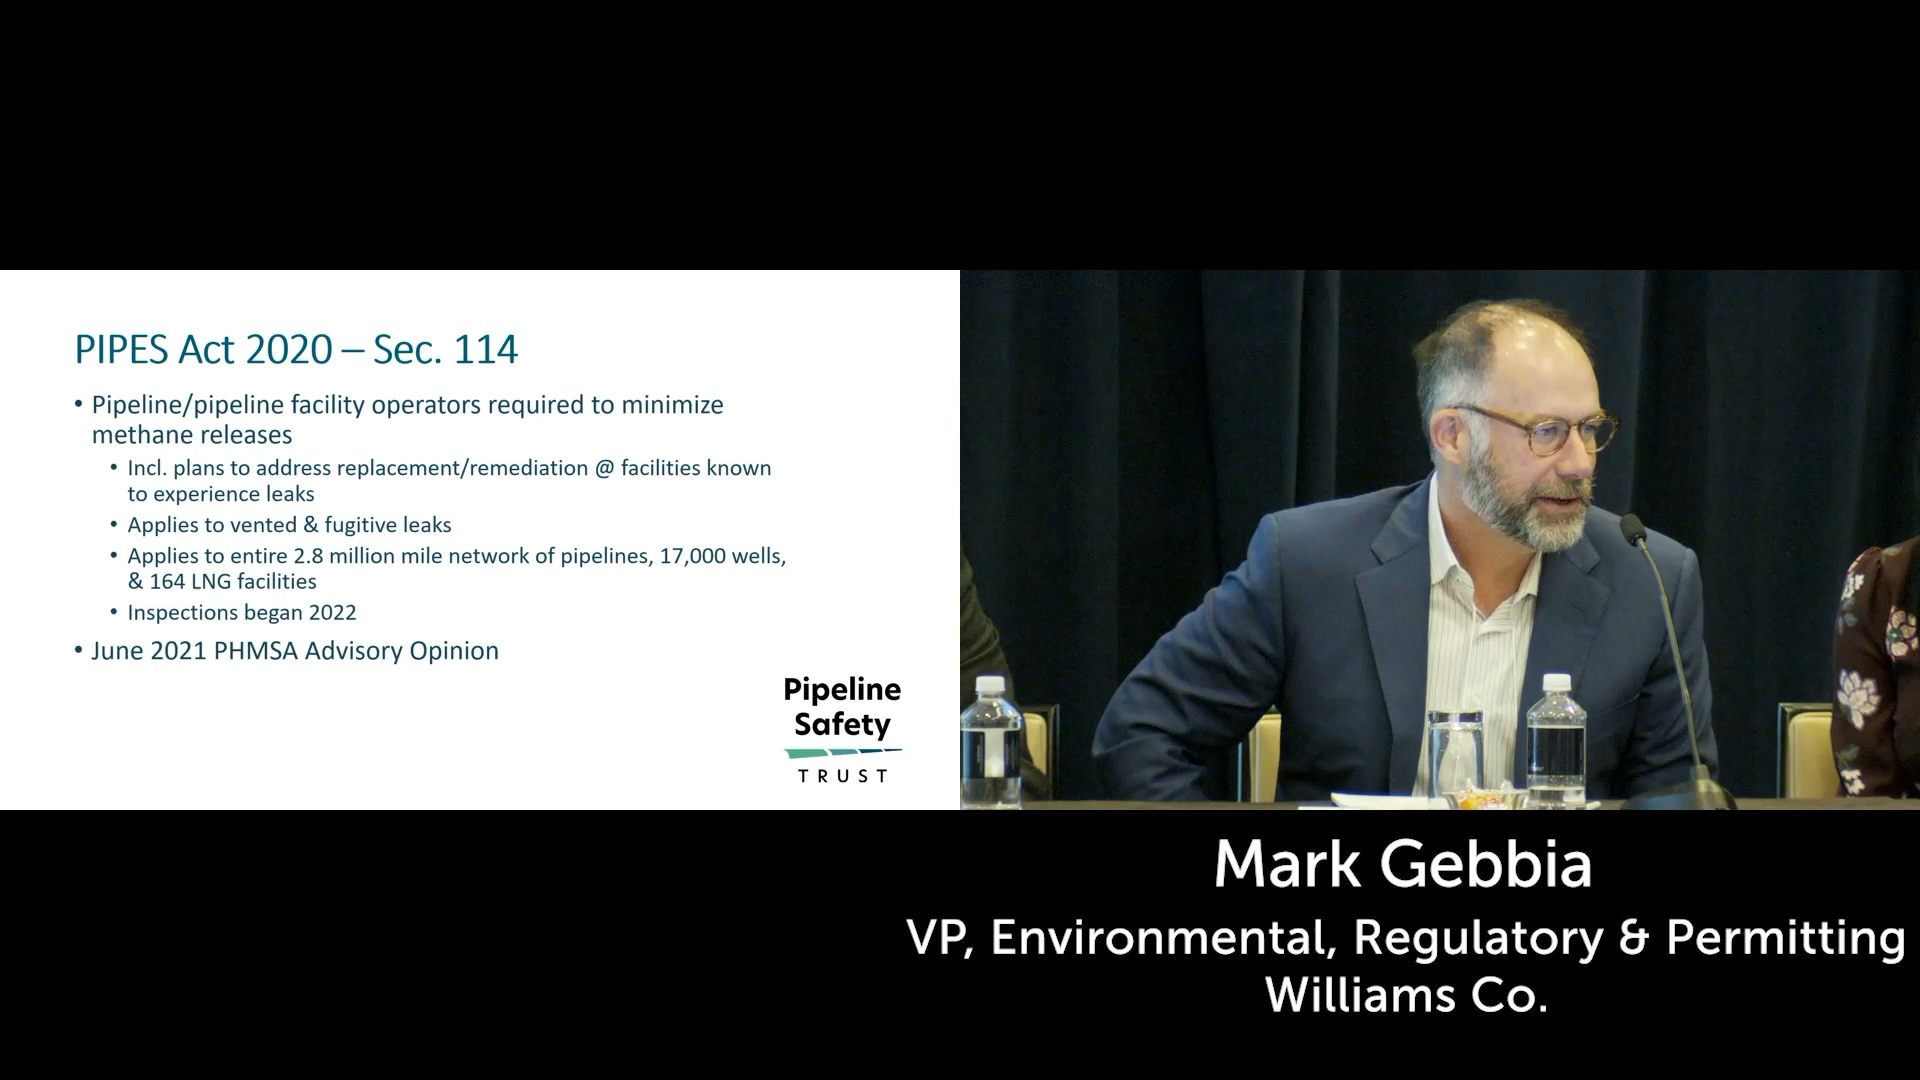 PIPES Act 2020 – Sec. 114
• Pipeline/pipeline facility operators required to minimize
methane releases
• Incl. plans to address replacement/remediation @ facilities known
to experience leaks
• Applies to vented & fugitive leaks
• Applies to entire 2.8 million mile network of pipelines, 17,000 wells,
& 164 LNG facilities
• Inspections began 2022
• June 2021 PHMSA Advisory Opinion
Pipeline
Safety
TRUST
Mark Gebbia
VP, Environmental, Regulatory & Permitting
Williams Co.